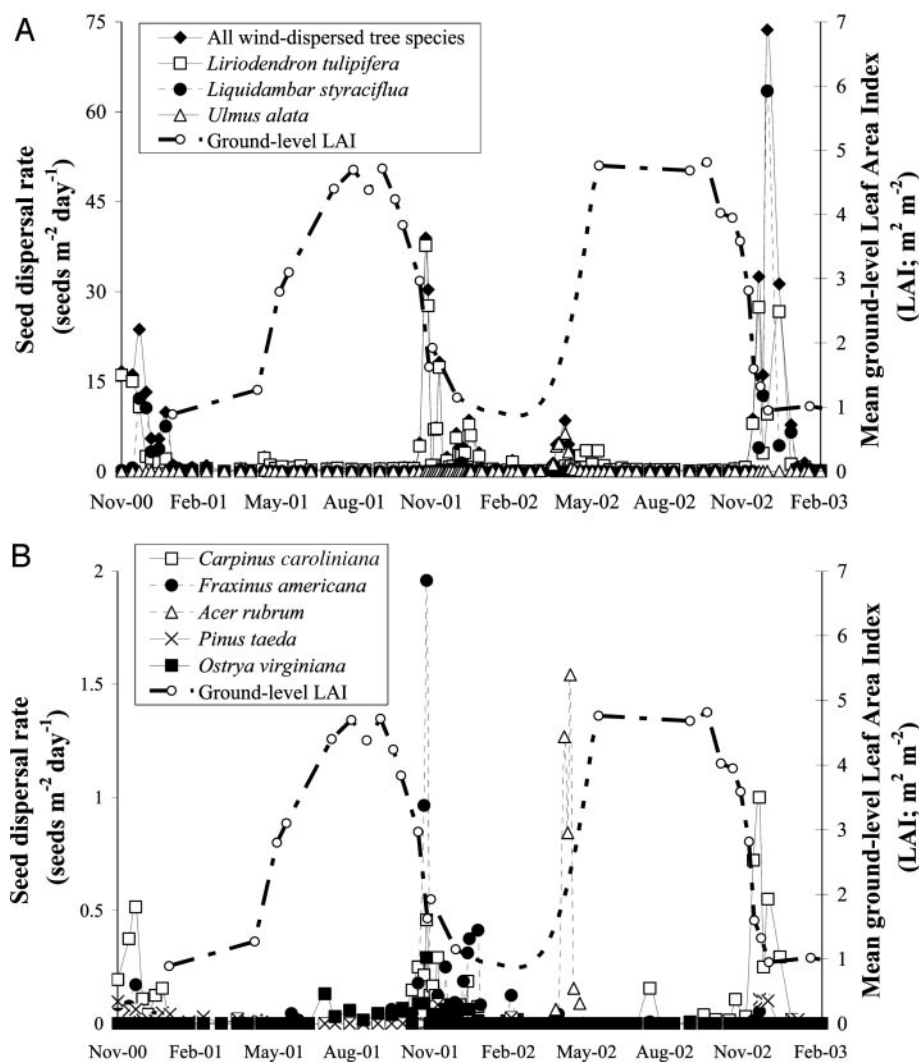 A
75
60
45
30
15
0
Seed dispersal rate
(seeds m-2 day-1)
All wind-dispersed tree species
Liriodendron tulipifera
Liquidambar styraciflua
Ulmus alata
Ground-level LAI
7
6
5
4
3
2
1
0
Mean ground-level Leaf Area Index
(LAI; m2 m-2)
Nov-00 Feb-01 May-01 Aug-01 Nov-01 Feb-02 May-02 Aug-02 Nov-02 Feb-03
B
2
1.5
1
0.5
0
Seed dispersal rate
(seeds m-2 day-1)
Carpinus caroliniana
Fraxinus americana
Acer rubrum
Pinus taeda
Ostrya virginiana
Ground-level LAI
7
6
5
4
3
2
1
0
Mean ground-level Leaf Area Index
(LAI; m2 m-2)
Nov-00 Feb-01 May-01 Aug-01 Nov-01 Feb-02 May-02 Aug-02 Nov-02 Feb-03